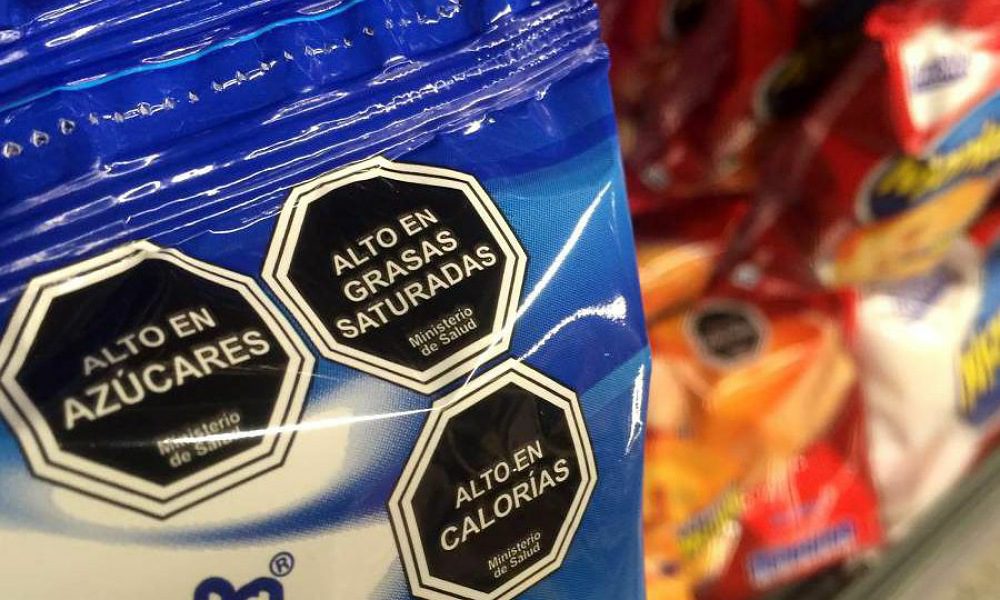 ALTO EN
AZÚCARES
Ministerio
de Salud
ALTO EN
GRASAS
SATURADAS
Ministerio
de Salud
ALTO EN
CALORÍAS
Ministerio
de Salud
®